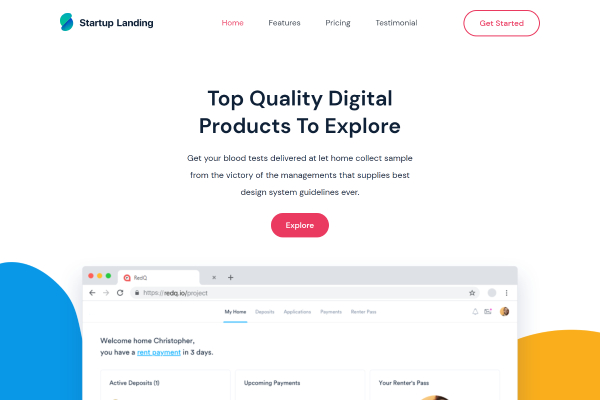 Startup Landing
Home
Features
Pricing
Testimonial
Get Started
Top Quality Digital
Products To Explore
Get your blood tests delivered at let home collect sample
from the victory of the managements that supplies best
design system guidelines ever.
Explore
RedQ
https://redq.io/project
My Home
Deposits
Applications
Payments
Renter Pass
Welcome home Christopher,
you have a rent payment in 3 days.
Active Deposits (1)
Upcoming Payments
Your Renter's Pass